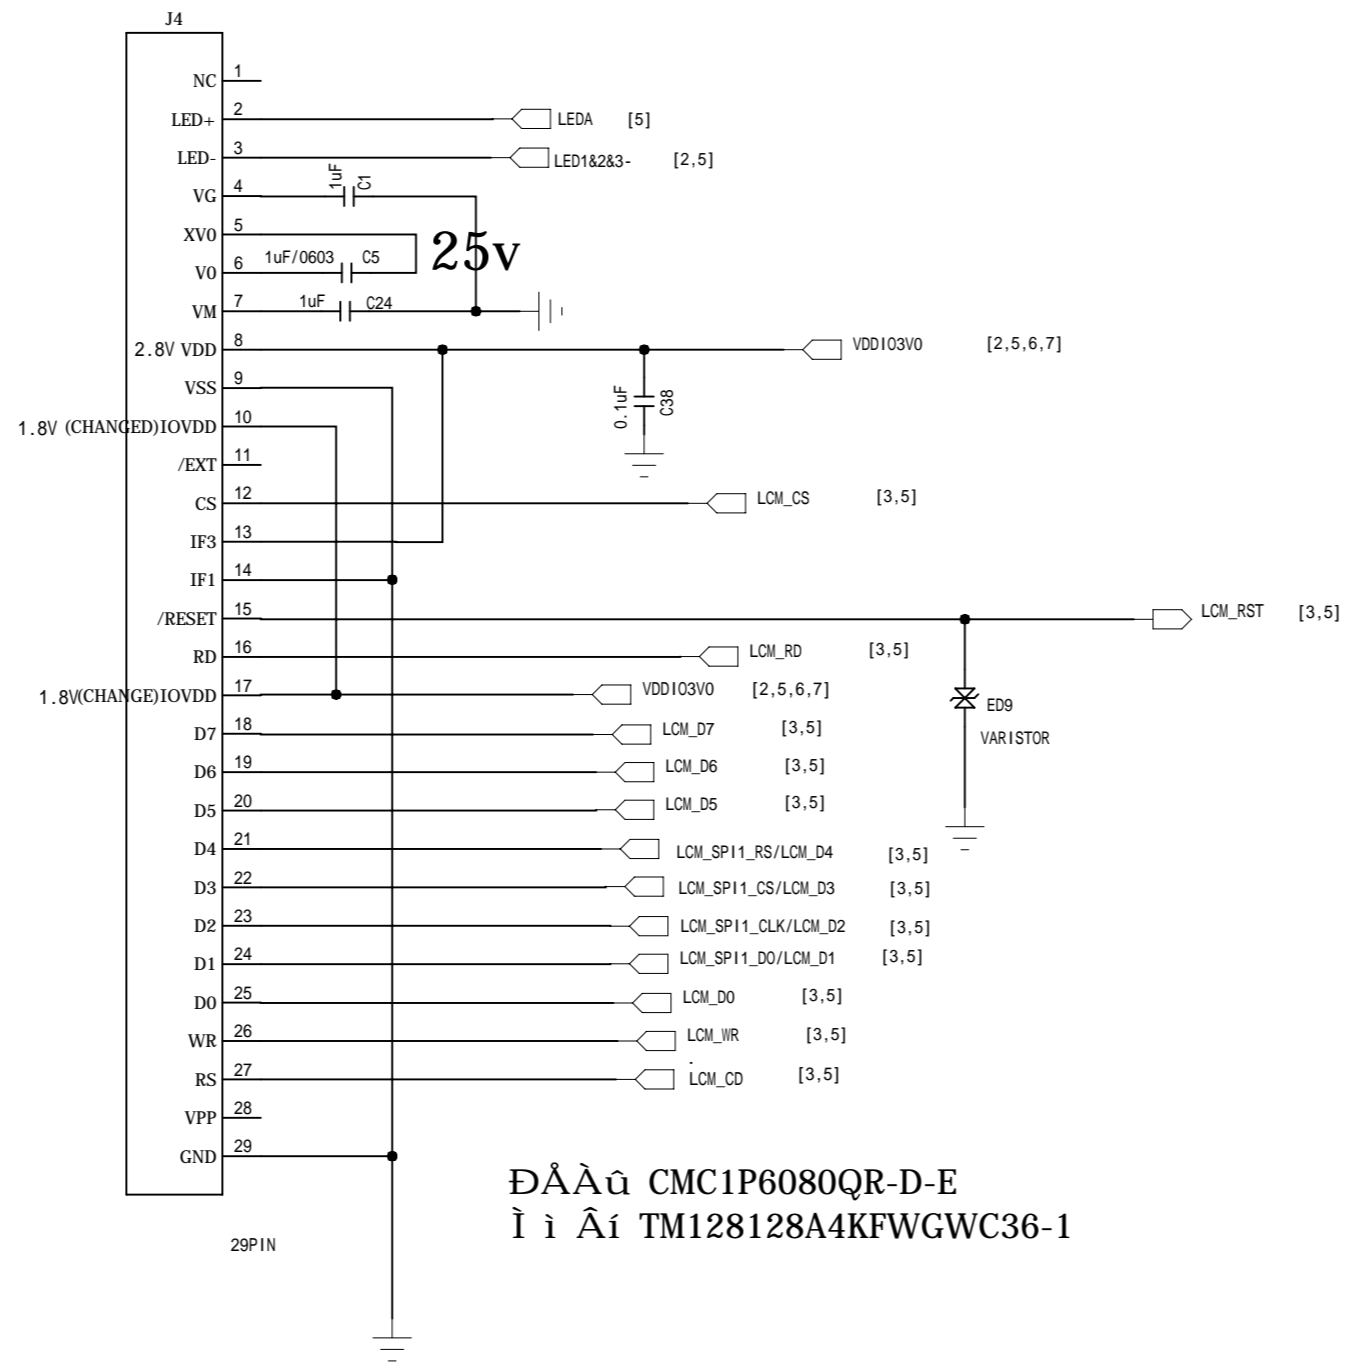 J4
NC 1
LED+ 2 LEDA [5]
LED- 3 LED1&2&3- [2,5]
VG 4 1uF C1
XV0 5
25v
V0 6 1uF/0603 C5
VM 7 1uF C24
2.8V VDD 8 VDDIO3V0 [2,5,6,7]
VSS 9
0.1uF C38
1.8V (CHANGED)IOVDD 10
/EXT 11
CS 12 LCM_CS [3,5]
IF3 13
IF1 14
/RESET 15 LCM_RST [3,5]
RD 16 LCM_RD [3,5]
1.8V(CHANGE)IOVDD 17 VDDIO3V0 [2,5,6,7]
ED9
VARISTOR
D7 18 LCM_D7 [3,5]
D6 19 LCM_D6 [3,5]
D5 20 LCM_D5 [3,5]
D4 21 LCM_SPI1_RS/LCM_D4 [3,5]
D3 22 LCM_SPI1_CS/LCM_D3 [3,5]
D2 23 LCM_SPI1_CLK/LCM_D2 [3,5]
D1 24 LCM_SPI1_DO/LCM_D1 [3,5]
D0 25 LCM_D0 [3,5]
WR 26 LCM_WR [3,5]
RS 27 LCM_CD [3,5]
VPP 28
GND 29
ÐÅÀû CMC1P6080QR-D-E
Ì ì Âí TM128128A4KFWGWC36-1
29PIN